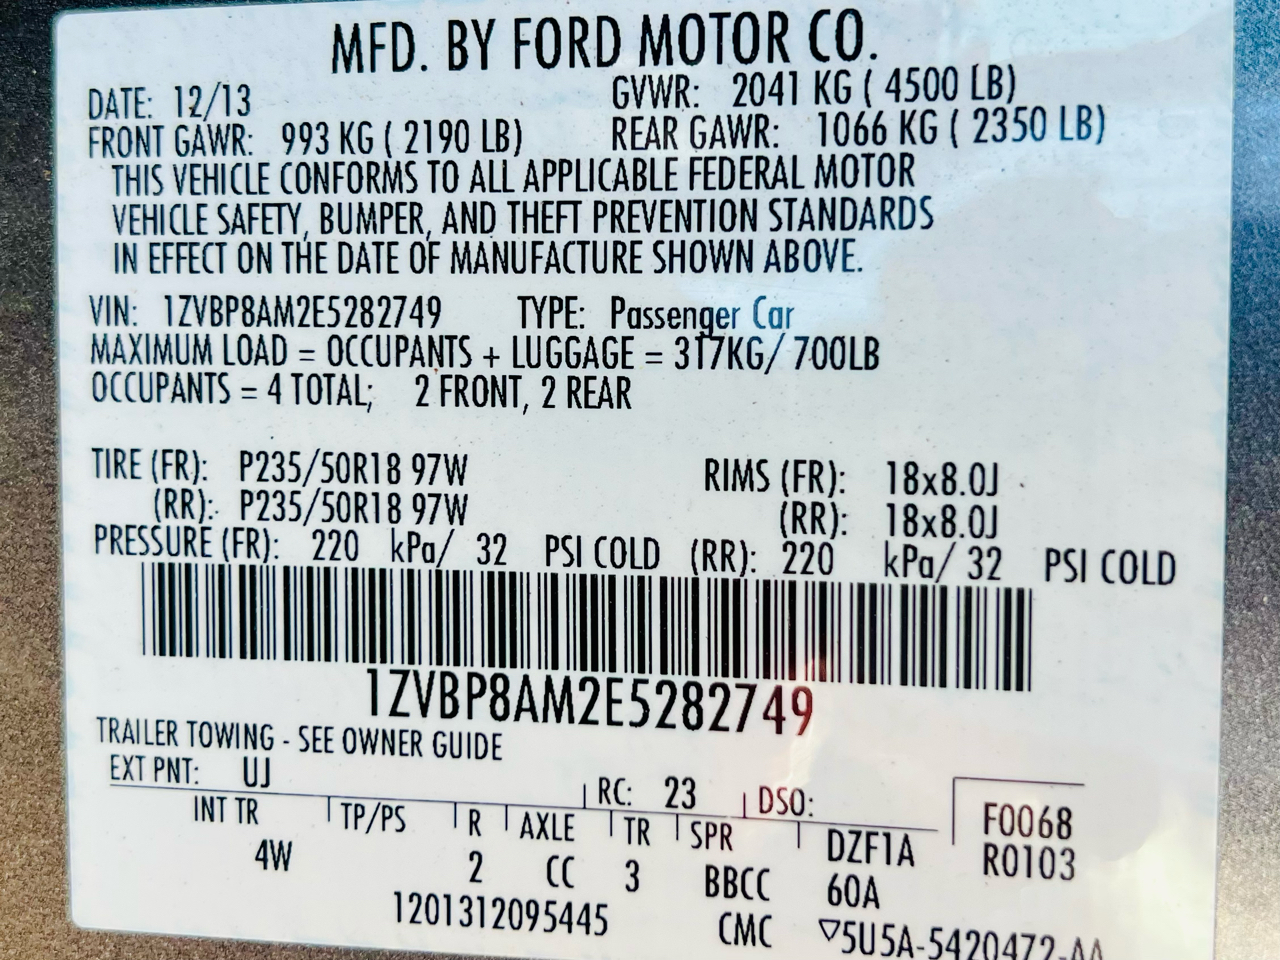 MFD. BY FORD MOTOR CO.
DATE: 12/13 GVWR: 2041 KG ( 4500 LB)
FRONT GAWR: 993 KG ( 2190 LB) REAR GAWR: 1066 KG ( 2350 LB)
THIS VEHICLE CONFORMS TO ALL APPLICABLE FEDERAL MOTOR
VEHICLE SAFETY, BUMPER, AND THEFT PREVENTION STANDARDS
IN EFFECT ON THE DATE OF MANUFACTURE SHOWN ABOVE.
VIN: 1ZVBP8AM2E5282749 TYPE: Passenger Car
MAXIMUM LOAD = OCCUPANTS + LUGGAGE = 317KG/ 700LB
OCCUPANTS = 4 TOTAL; 2 FRONT, 2 REAR
TIRE (FR): P235/50R18 97W RIMS (FR): 18x8.0J
(RR): P235/50R18 97W (RR): 18x8.0J
PRESSURE (FR): 220 kPa/ 32 PSI COLD (RR): 220 kPa/ 32 PSI COLD
1ZVBP8AM2E5282749
TRAILER TOWING - SEE OWNER GUIDE
EXT PNT: UJ RC: 23 DSO: F0068
INT TR TP/PS R AXLE TR SPR DZF1A R0103
4W 2 CC 3 BBCC 60A
1201312095445 CMC ▽5U5A-5420472-AA